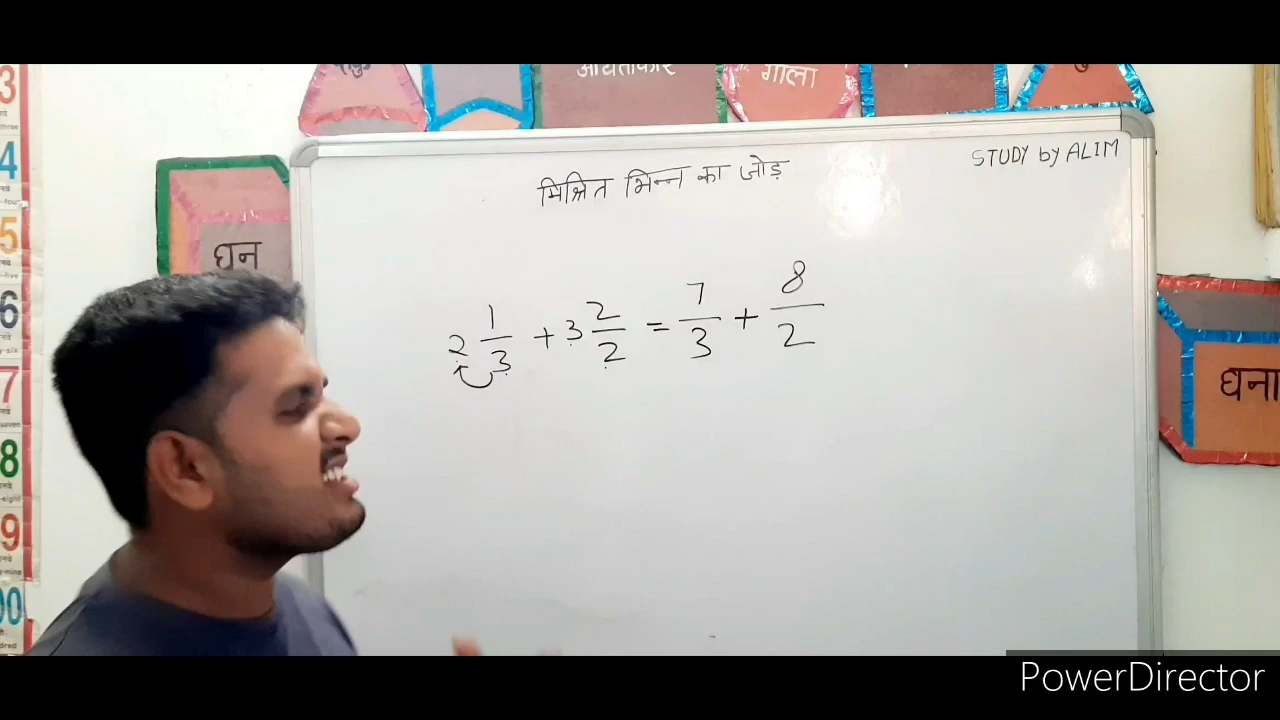 आयताकार
गोला
3
three
4
5
6
7
8
9
घन
घना
STUDY by ALIM
मिश्रित भिन्न का जोड़
2 1/3 + 3 2/2 = 7/3 + 8/2
PowerDirector